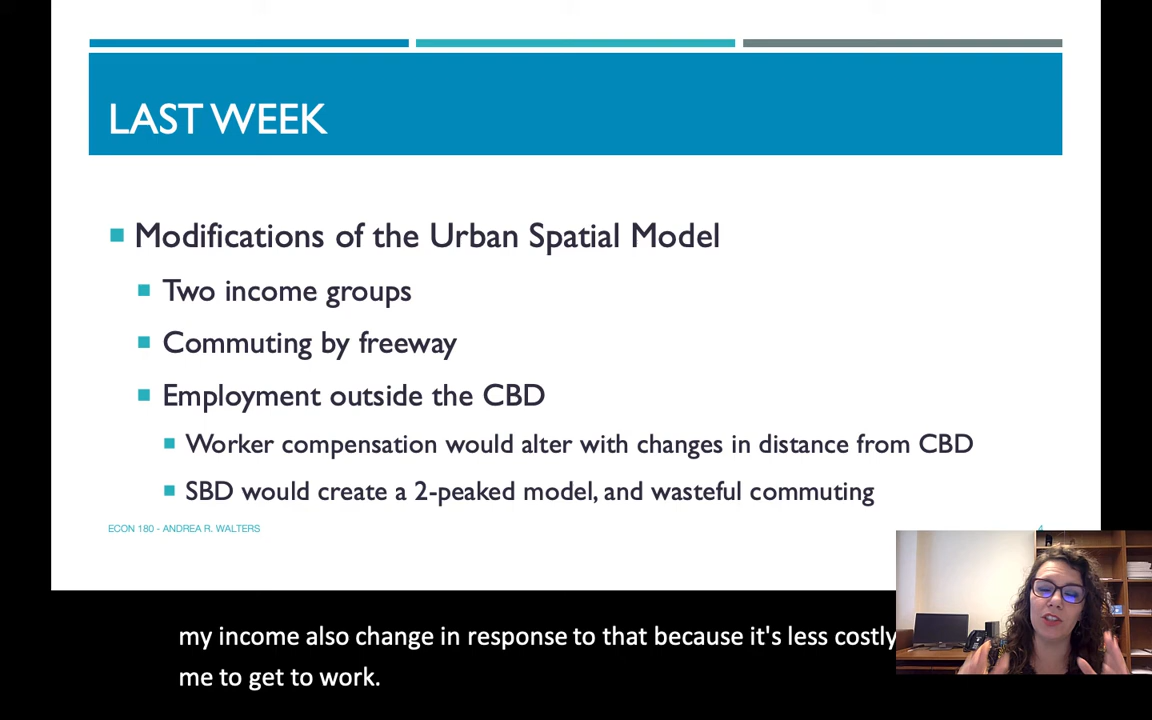 LAST WEEK
Modifications of the Urban Spatial Model
Two income groups
Commuting by freeway
Employment outside the CBD
Worker compensation would alter with changes in distance from CBD
SBD would create a 2-peaked model, and wasteful commuting
ECON 180 - ANDREA R. WALTERS
4
my income also change in response to that because it's less costly
me to get to work.